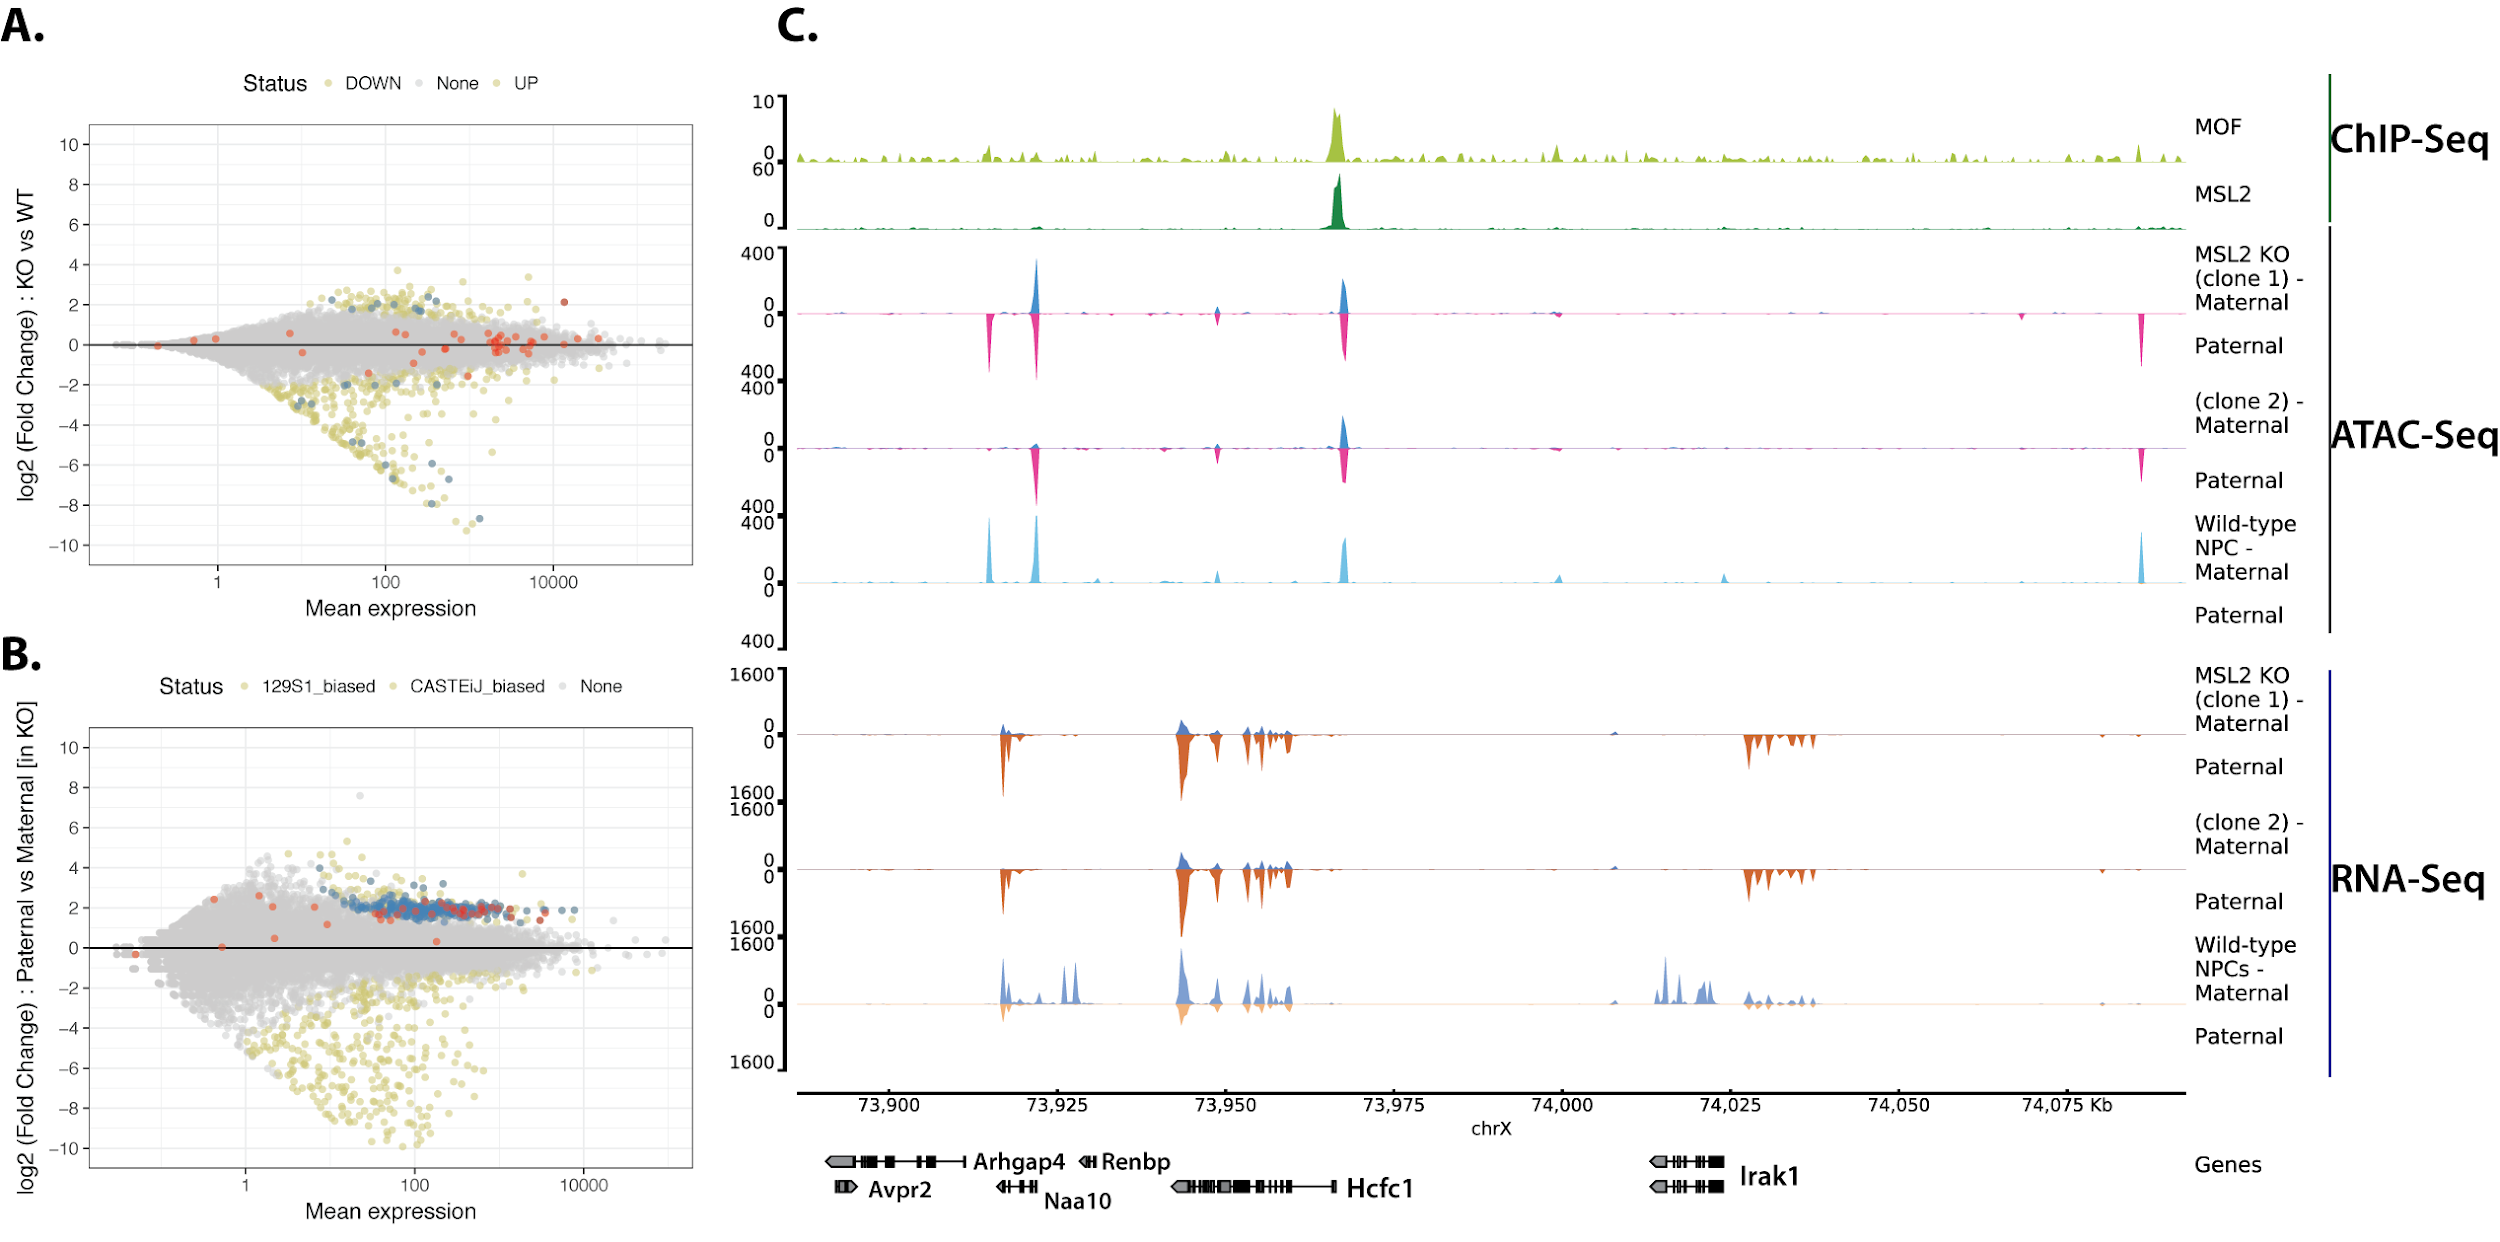 A.
Status DOWN None UP
log2 (Fold Change) : KO vs WT
10
8
6
4
2
0
−2
−4
−6
−8
−10
1 100 10000
Mean expression
B.
Status 129S1_biased CASTEiJ_biased None
log2 (Fold Change) : Paternal vs Maternal [in KO]
10
8
6
4
2
0
−2
−4
−6
−8
−10
1 100 10000
Mean expression
C.
10
0
MOF
60
0
MSL2
ChIP-Seq
400
0
MSL2 KO
(clone 1) -
Maternal
0
400
Paternal
400
0
(clone 2) -
Maternal
0
400
Paternal
400
0
Wild-type
NPC -
Maternal
0
400
Paternal
ATAC-Seq
1600
0
MSL2 KO
(clone 1) -
Maternal
0
1600
Paternal
1600
0
(clone 2) -
Maternal
0
1600
Paternal
1600
0
Wild-type
NPCs -
Maternal
0
1600
Paternal
RNA-Seq
73,900 73,925 73,950 73,975 74,000 74,025 74,050 74,075 Kb
chrX
Arhgap4 Renbp
Avpr2 Naa10 Hcfc1 Irak1
Genes